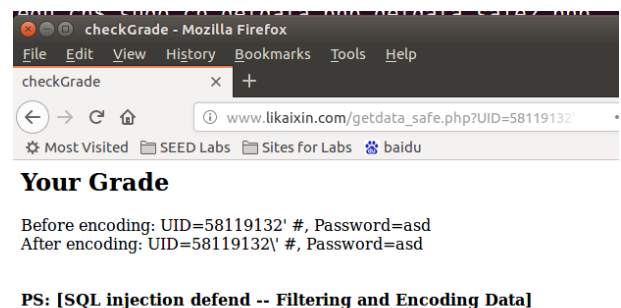 checkGrade - Mozilla Firefox
File Edit View History Bookmarks Tools Help
checkGrade × +
www.likaixin.com/getdata_safe.php?UID=58119132'
Most Visited SEED Labs Sites for Labs baidu
Your Grade
Before encoding: UID=58119132' #, Password=asd
After encoding: UID=58119132\' #, Password=asd
PS: [SQL injection defend -- Filtering and Encoding Data]